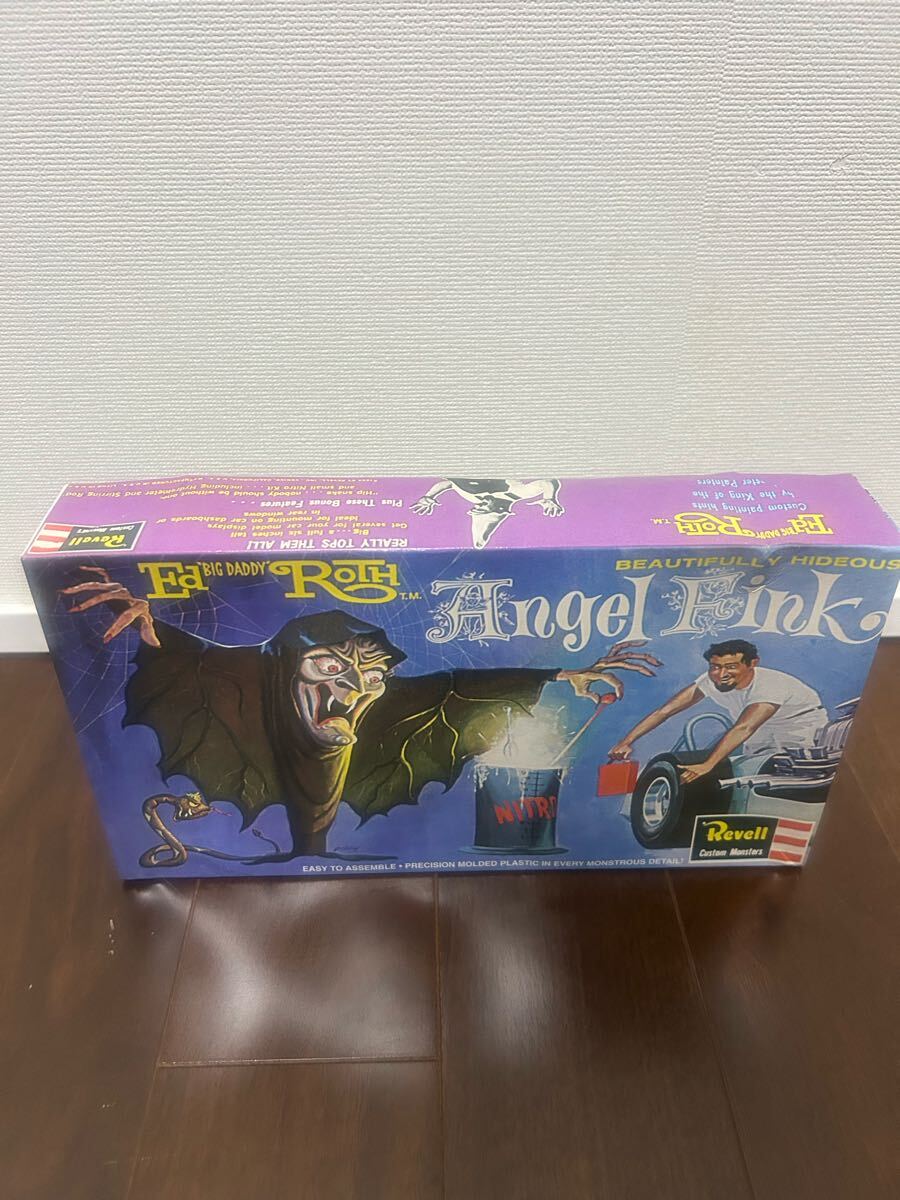 Ed "BIG DADDY" ROTH T.M.
BEAUTIFULLY HIDEOUS
Angel Fink
NITRO
Revell
Custom Monsters
EASY TO ASSEMBLE • PRECISION MOLDED PLASTIC IN EVERY MONSTROUS DETAIL!
Revell
Custom Monsters
REALLY TOPS THEM ALL!
Big....a full six inches tall
Get several, for your car, model displays.
Ideal for mounting on car dashboards or
in rear windows
Plus These Bonus Features . . . .
"Hip snake . . . . nobody should be without one"
and small Nitro Kit . . . . including Hydrometer and Stirring Rod
Ed "BIG DADDY" ROTH T.M.
Custom painting hints
by the King of the
Painters . . .